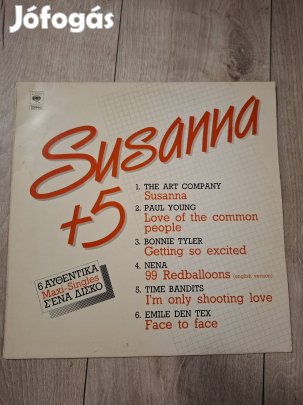 Jófogás
CBS
Susanna
+5
1. THE ART COMPANY
Susanna
2. PAUL YOUNG
Love of the common
people
3. BONNIE TYLER
Getting so excited
4. NENA
99 Redballoons (english version)
5. TIME BANDITS
I'm only shooting love
6. EMILE DEN TEX
Face to face
6 ΑΥΘΕΝΤΙΚΑ
Maxi-Singles
Σ'ΕΝΑ ΔΙΣΚΟ